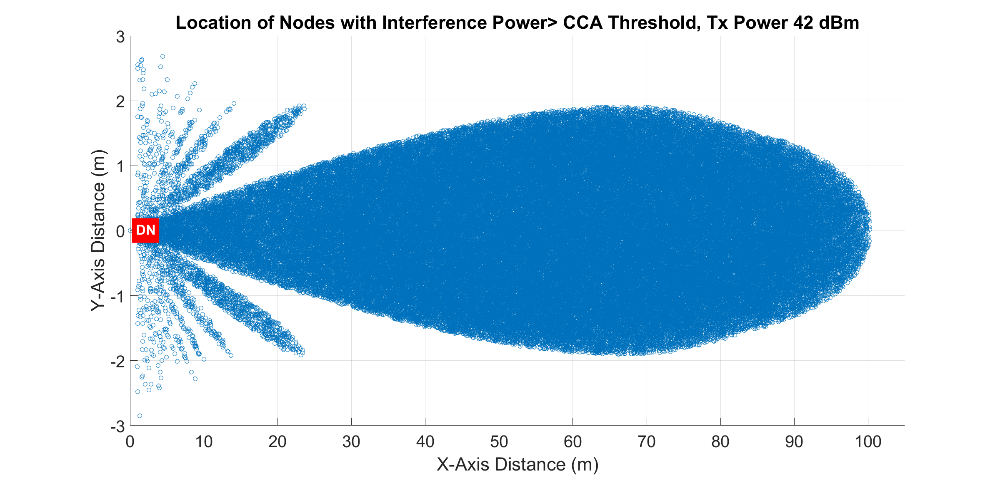 Location of Nodes with Interference Power> CCA Threshold, Tx Power 42 dBm
Y-Axis Distance (m)
3
2
1
0
-1
-2
-3
DN
0 10 20 30 40 50 60 70 80 90 100
X-Axis Distance (m)